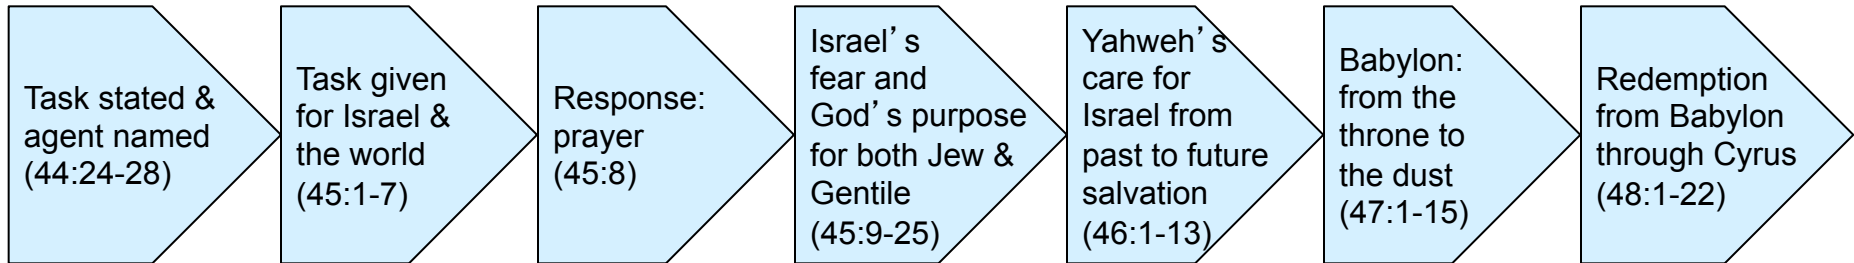 Task stated &
agent named
(44:24-28)
Task given
for Israel &
the world
(45:1-7)
Response:
prayer
(45:8)
Israel’s
fear and
God’s purpose
for both Jew &
Gentile
(45:9-25)
Yahweh’s
care for
Israel from
past to future
salvation
(46:1-13)
Babylon:
from the
throne to
the dust
(47:1-15)
Redemption
from Babylon
through Cyrus
(48:1-22)